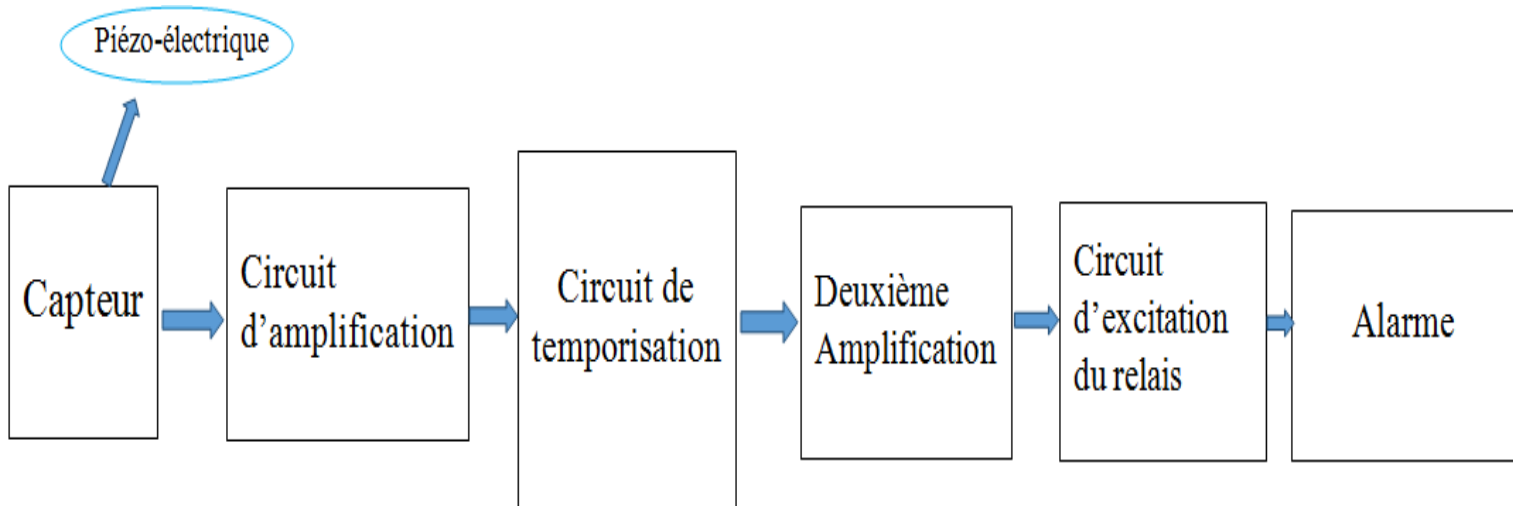 Piézo-électrique
Capteur
Circuit
d’amplification
Circuit de
temporisation
Deuxième
Amplification
Circuit
d’excitation
du relais
Alarme